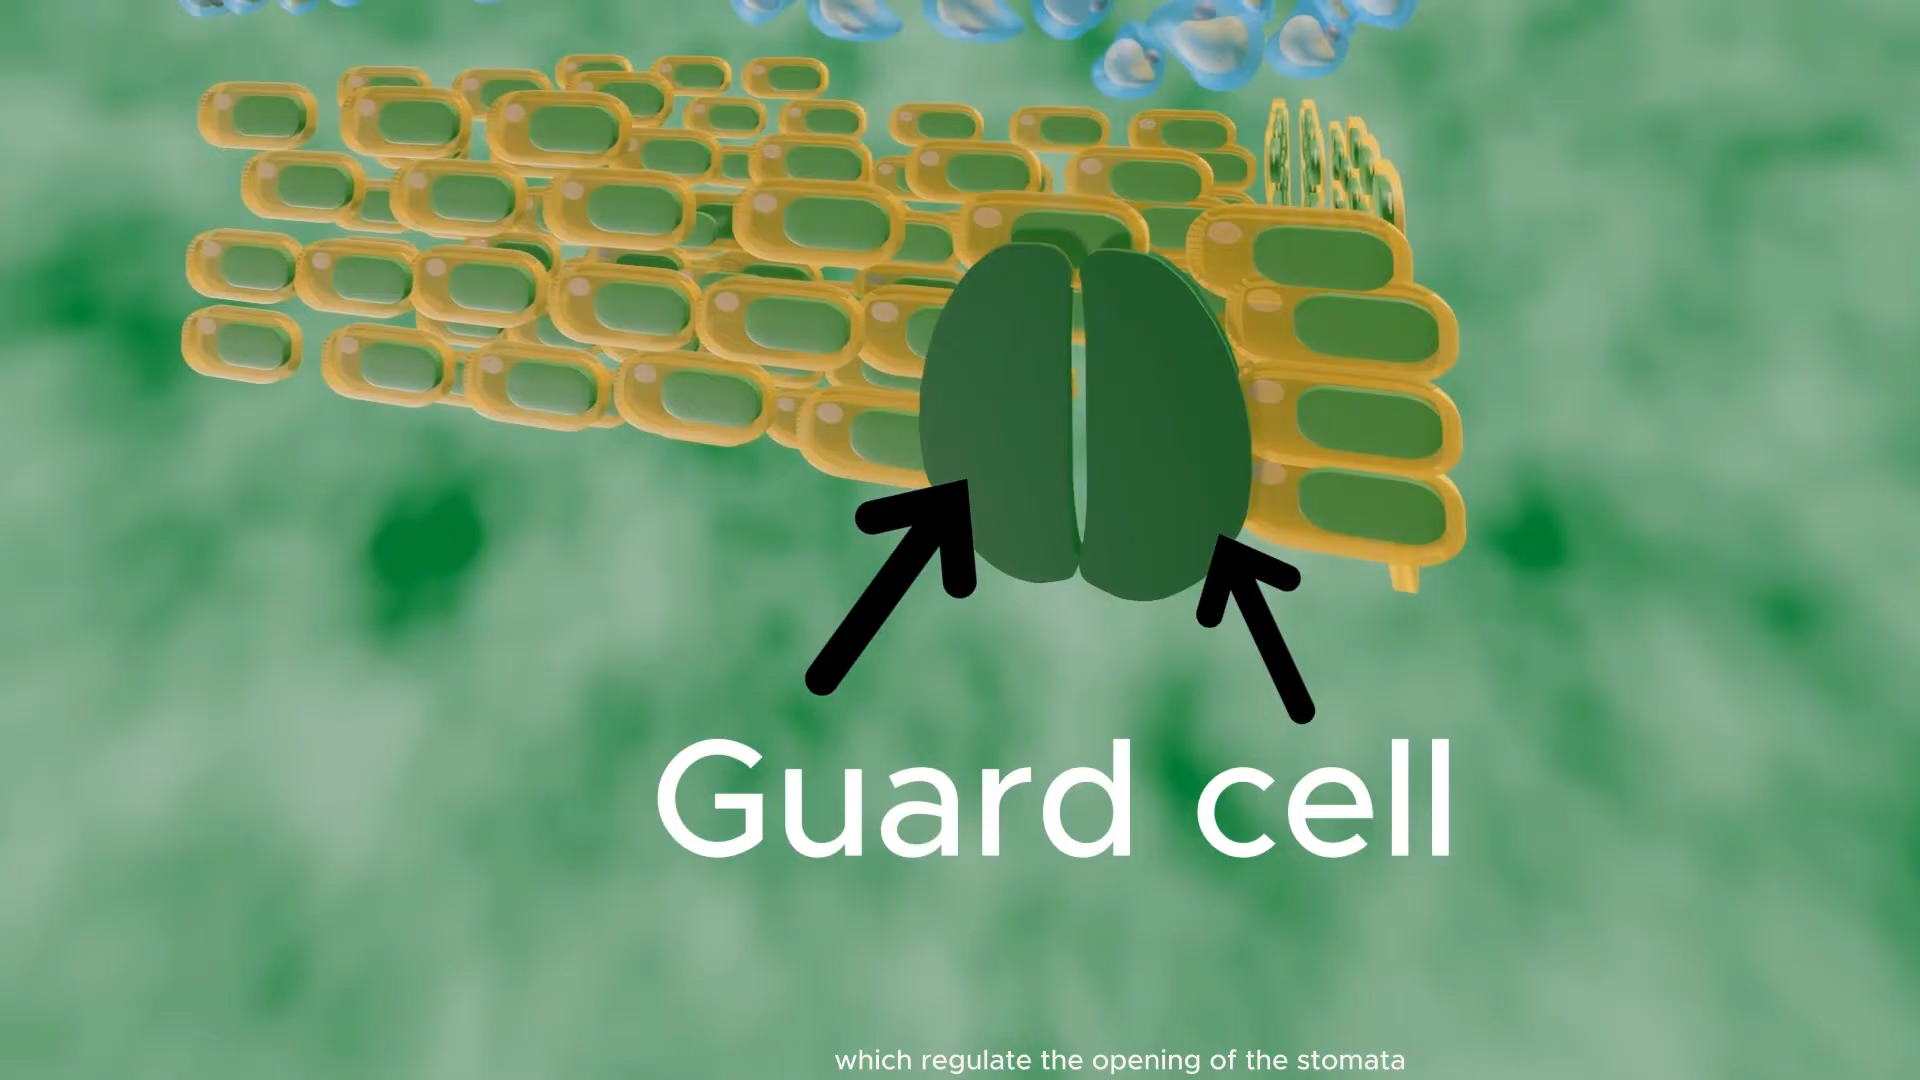 Guard cell
which regulate the opening of the stomata